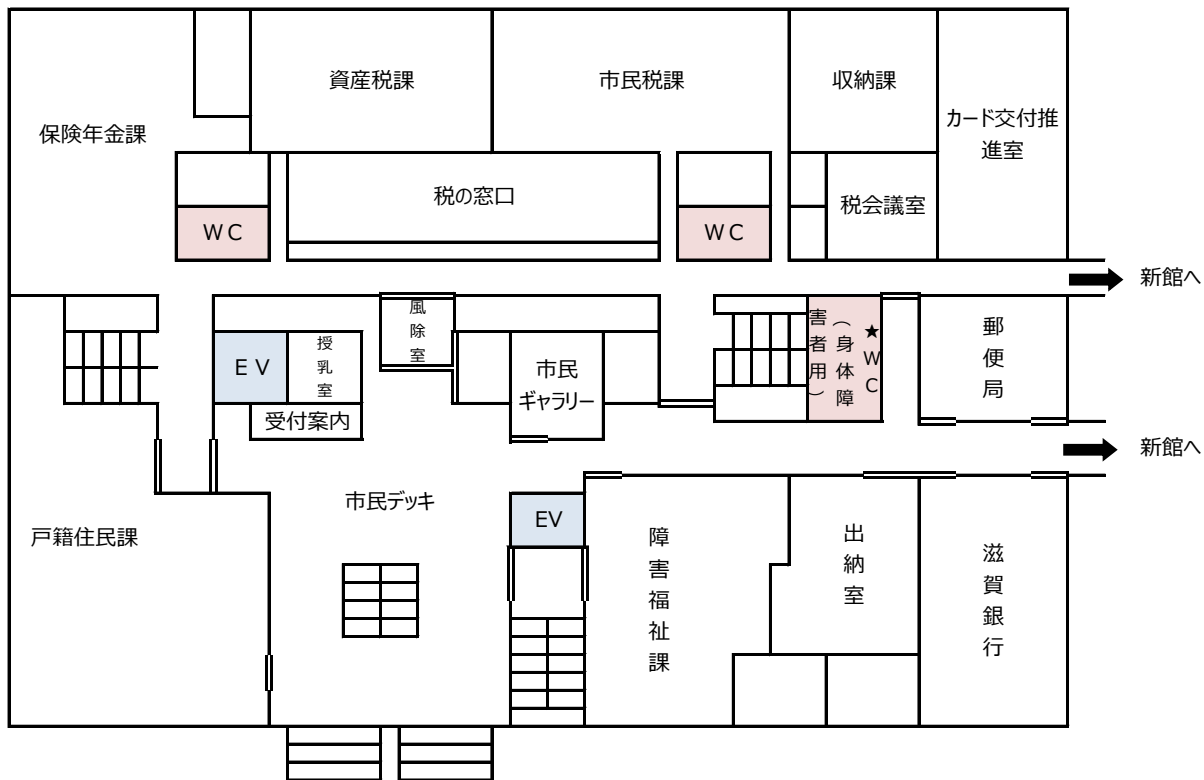 資産税課
市民税課
収納課
カード交付推
進室
保険年金課
税の窓口
税会議室
ＷＣ
ＷＣ
新館へ
風除室
★ＷＣ
（身体障
害者用）
郵便局
ＥＶ
授乳室
市民
ギャラリー
受付案内
新館へ
市民デッキ
EV
戸籍住民課
障害福祉課
出納室
滋賀銀行